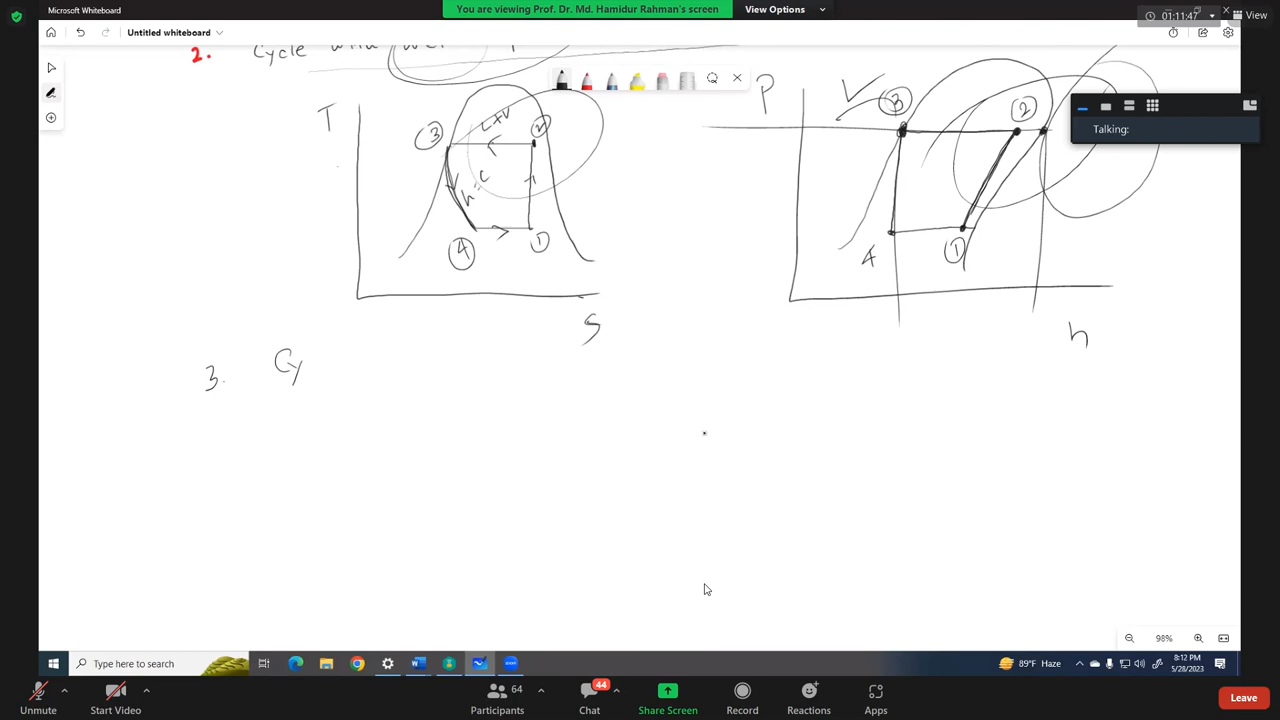 You are viewing Prof. Dr. Md. Hamidur Rahman's screen
View Options
01:11:47
View
Microsoft Whiteboard
Untitled whiteboard
2. Cycle with wet
T
3
L+V
2
h=c
4
1
S
P
3
2
4
1
h
Talking:
3. Cy
98%
Type here to search
89°F Haze
8:12 PM
5/28/2023
Unmute
Start Video
64
Participants
44
Chat
Share Screen
Record
Reactions
Apps
Leave